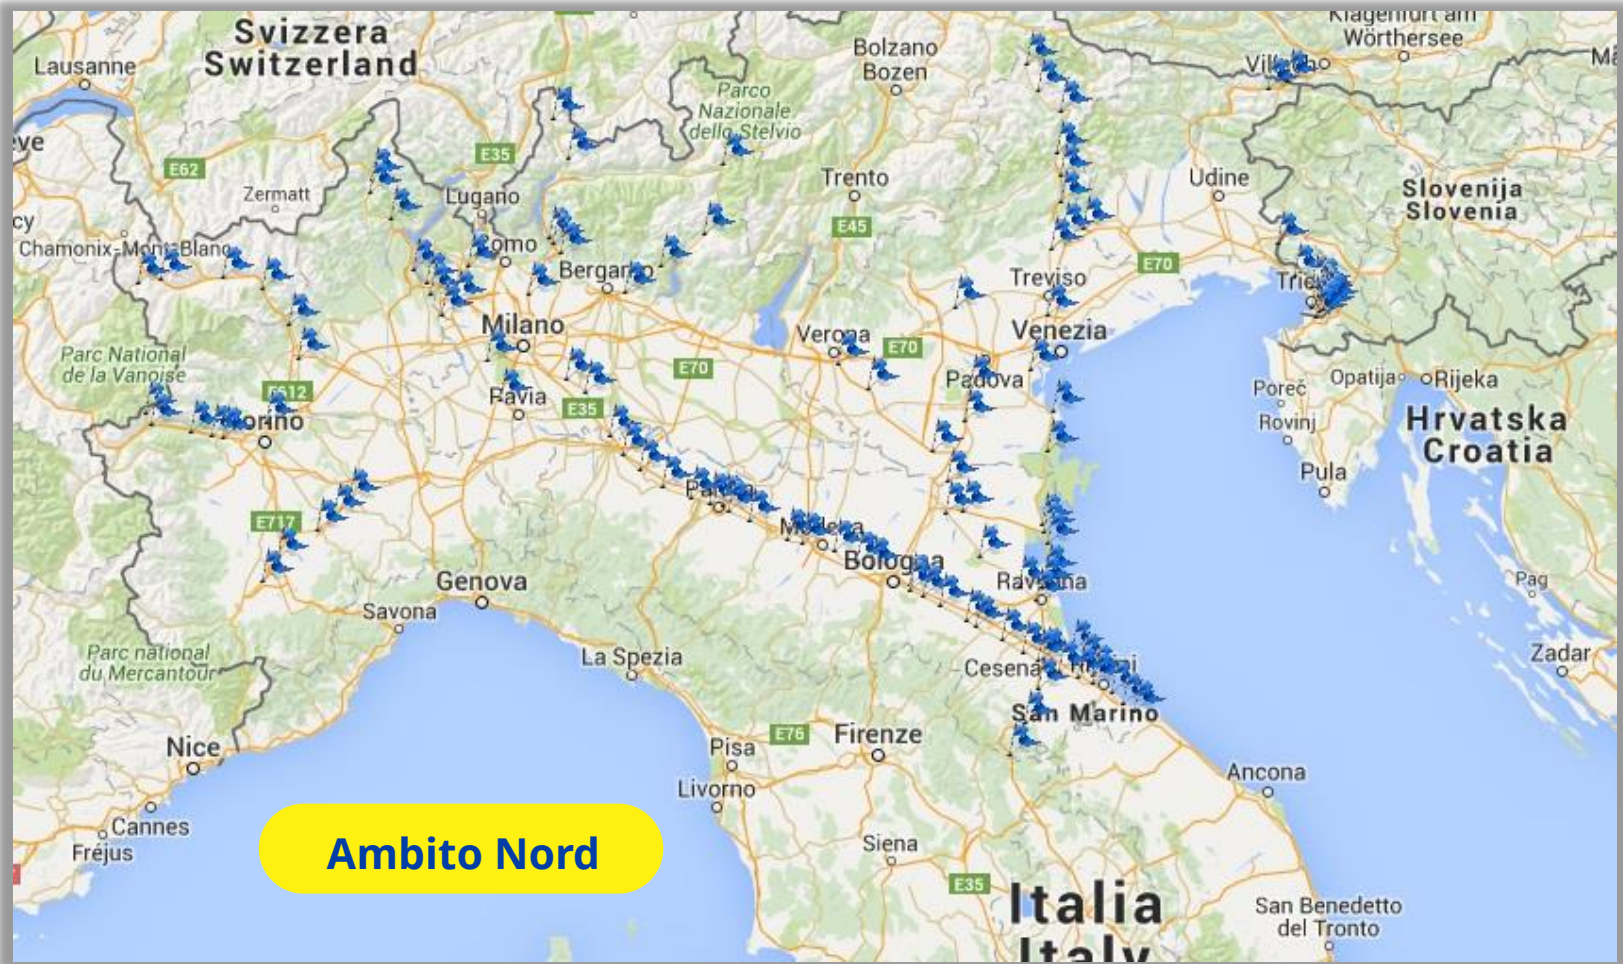 Svizzera
Switzerland
Lausanne
Bolzano
Bozen
Klagenfurt am
Wörthersee
Parco
Nazionale
dello Stelvio
E35
E62
Zermatt
Lugano
Trento
Udine
Slovenija
Slovenia
E45
Chamonix-Mont-Blanc
Como
Bergamo
Treviso
E70
Milano
Verona
E70
Venezia
Parc National
de la Vanoise
E70
Padova
Poreč
Opatija
Rijeka
E612
Pavia
E35
Torino
Rovinj
Hrvatska
Croatia
Pula
Parma
E717
Modena
Bologna
Genova
Ravenna
Pag
Savona
Parc national
du Mercantour
La Spezia
Cesena
Rimini
Zadar
San Marino
Nice
Pisa
E76
Firenze
Livorno
Ancona
Cannes
Fréjus
Ambito Nord
Siena
E35
Italia
Italy
San Benedetto
del Tronto